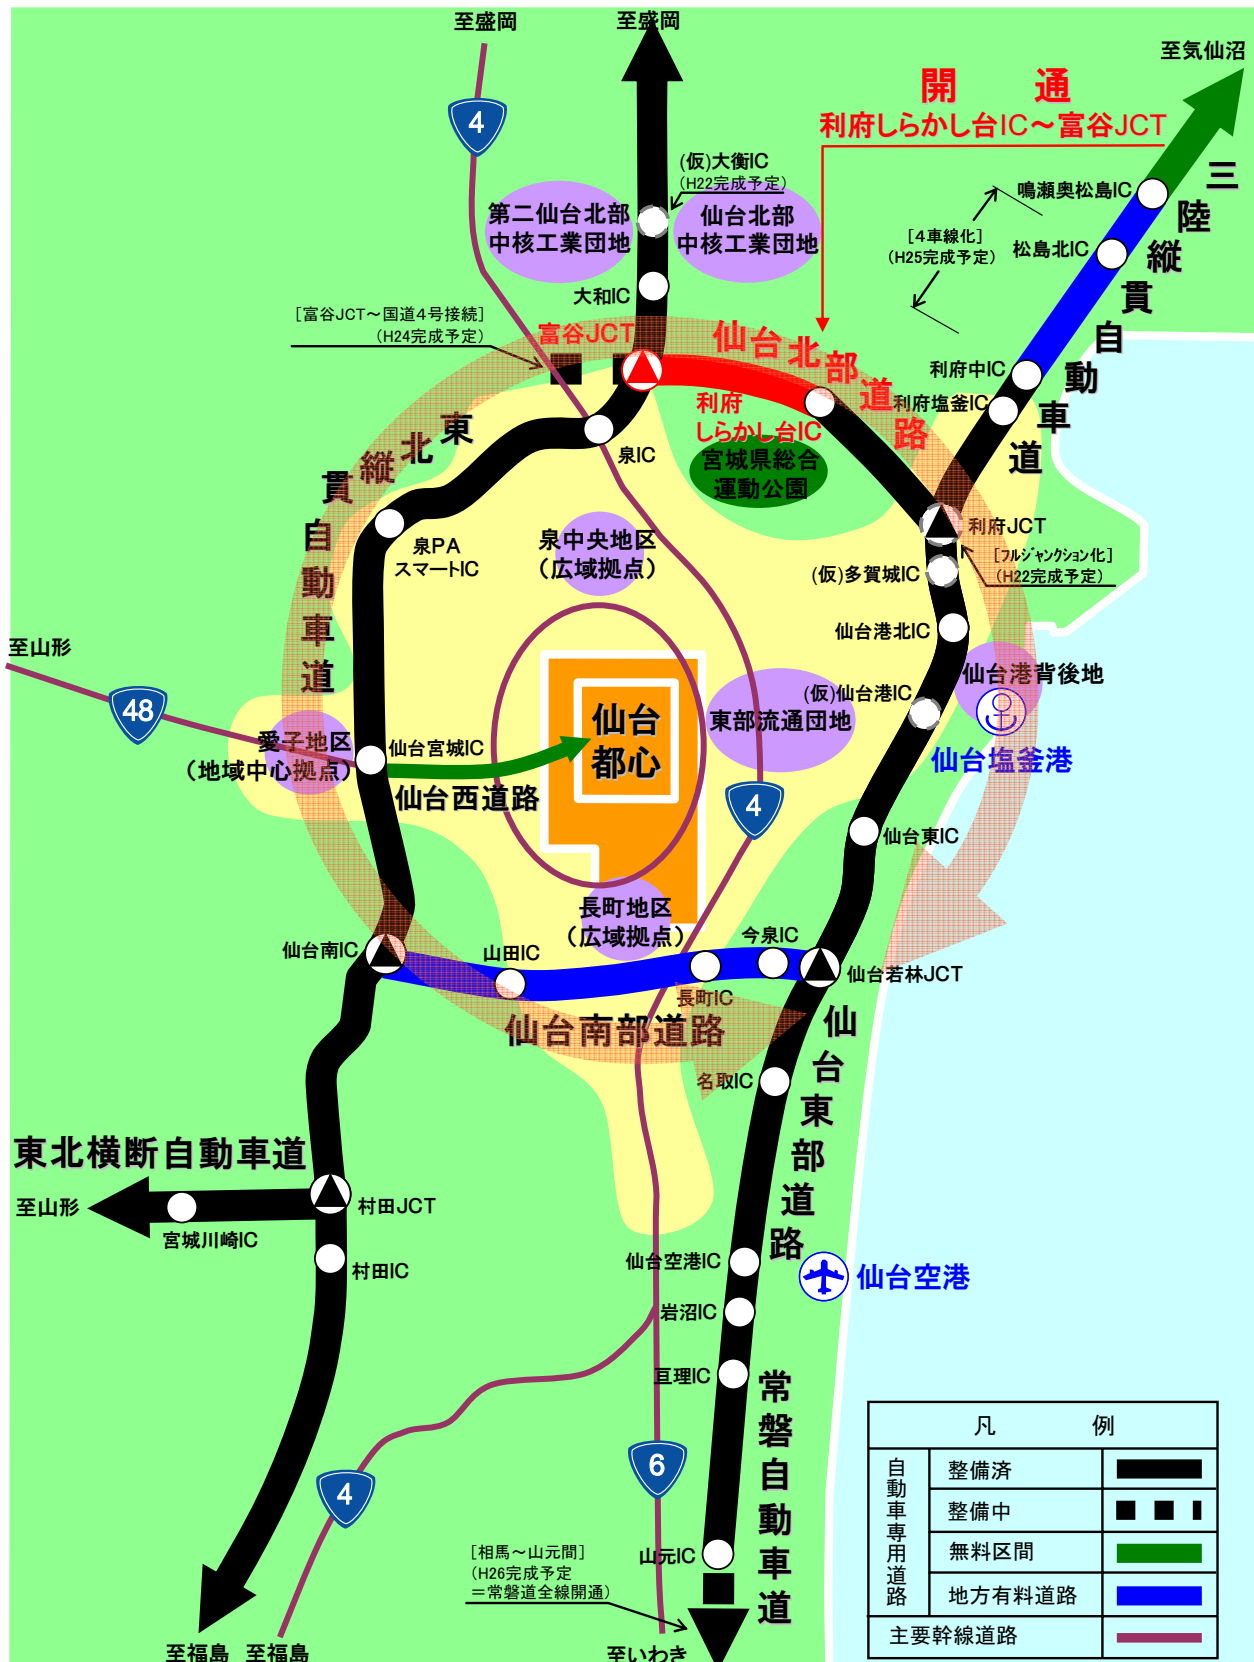 至盛岡
至盛岡
至気仙沼
4
開　通
利府しらかし台IC～富谷JCT
(仮)大衡IC
(H22完成予定)
第二仙台北部
中核工業団地
仙台北部
中核工業団地
鳴瀬奥松島IC
三陸縦貫自動車道
[4車線化]
(H25完成予定)
松島北IC
大和IC
[富谷JCT～国道4号接続]
(H24完成予定)
富谷JCT
仙台北部道路
利府中IC
利府塩釜IC
利府
しらかし台IC
宮城県総合
運動公園
東北縦貫自動車道
泉IC
泉PA
スマートIC
泉中央地区
(広域拠点)
利府JCT
[フルジャンクション化]
(H22完成予定)
(仮)多賀城IC
仙台港北IC
至山形
48
仙台港背後地
(仮)仙台港IC
仙台塩釜港
東部流通団地
仙台
都心
愛子地区
(地域中心拠点)
仙台宮城IC
仙台西道路
4
仙台東IC
長町地区
(広域拠点)
仙台南IC
山田IC
今泉IC
長町IC
仙台若林JCT
仙台南部道路
仙台東部道路
名取IC
東北横断自動車道
至山形
宮城川崎IC
村田JCT
村田IC
仙台空港IC
仙台空港
岩沼IC
亘理IC
常磐自動車道
6
4
山元IC
[相馬～山元間]
(H26完成予定
＝常磐道全線開通)
至福島
至福島
至いわき
凡　例
自動車専用道路
整備済
整備中
無料区間
地方有料道路
主要幹線道路